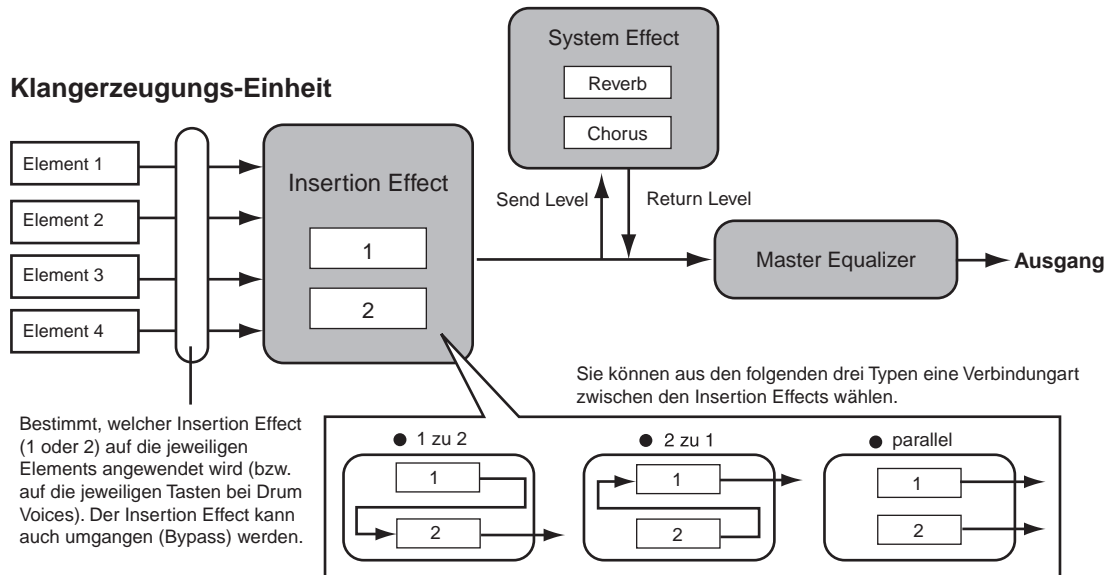 System Effect
Reverb
Chorus
Klangerzeugungs-Einheit
Element 1
Element 2
Element 3
Element 4
Insertion Effect
1
2
Send Level
Return Level
Master Equalizer
Ausgang
Bestimmt, welcher Insertion Effect
(1 oder 2) auf die jeweiligen
Elements angewendet wird (bzw.
auf die jeweiligen Tasten bei Drum
Voices). Der Insertion Effect kann
auch umgangen (Bypass) werden.
Sie können aus den folgenden drei Typen eine Verbindungart
zwischen den Insertion Effects wählen.
● 1 zu 2
1
2
● 2 zu 1
1
2
● parallel
1
2